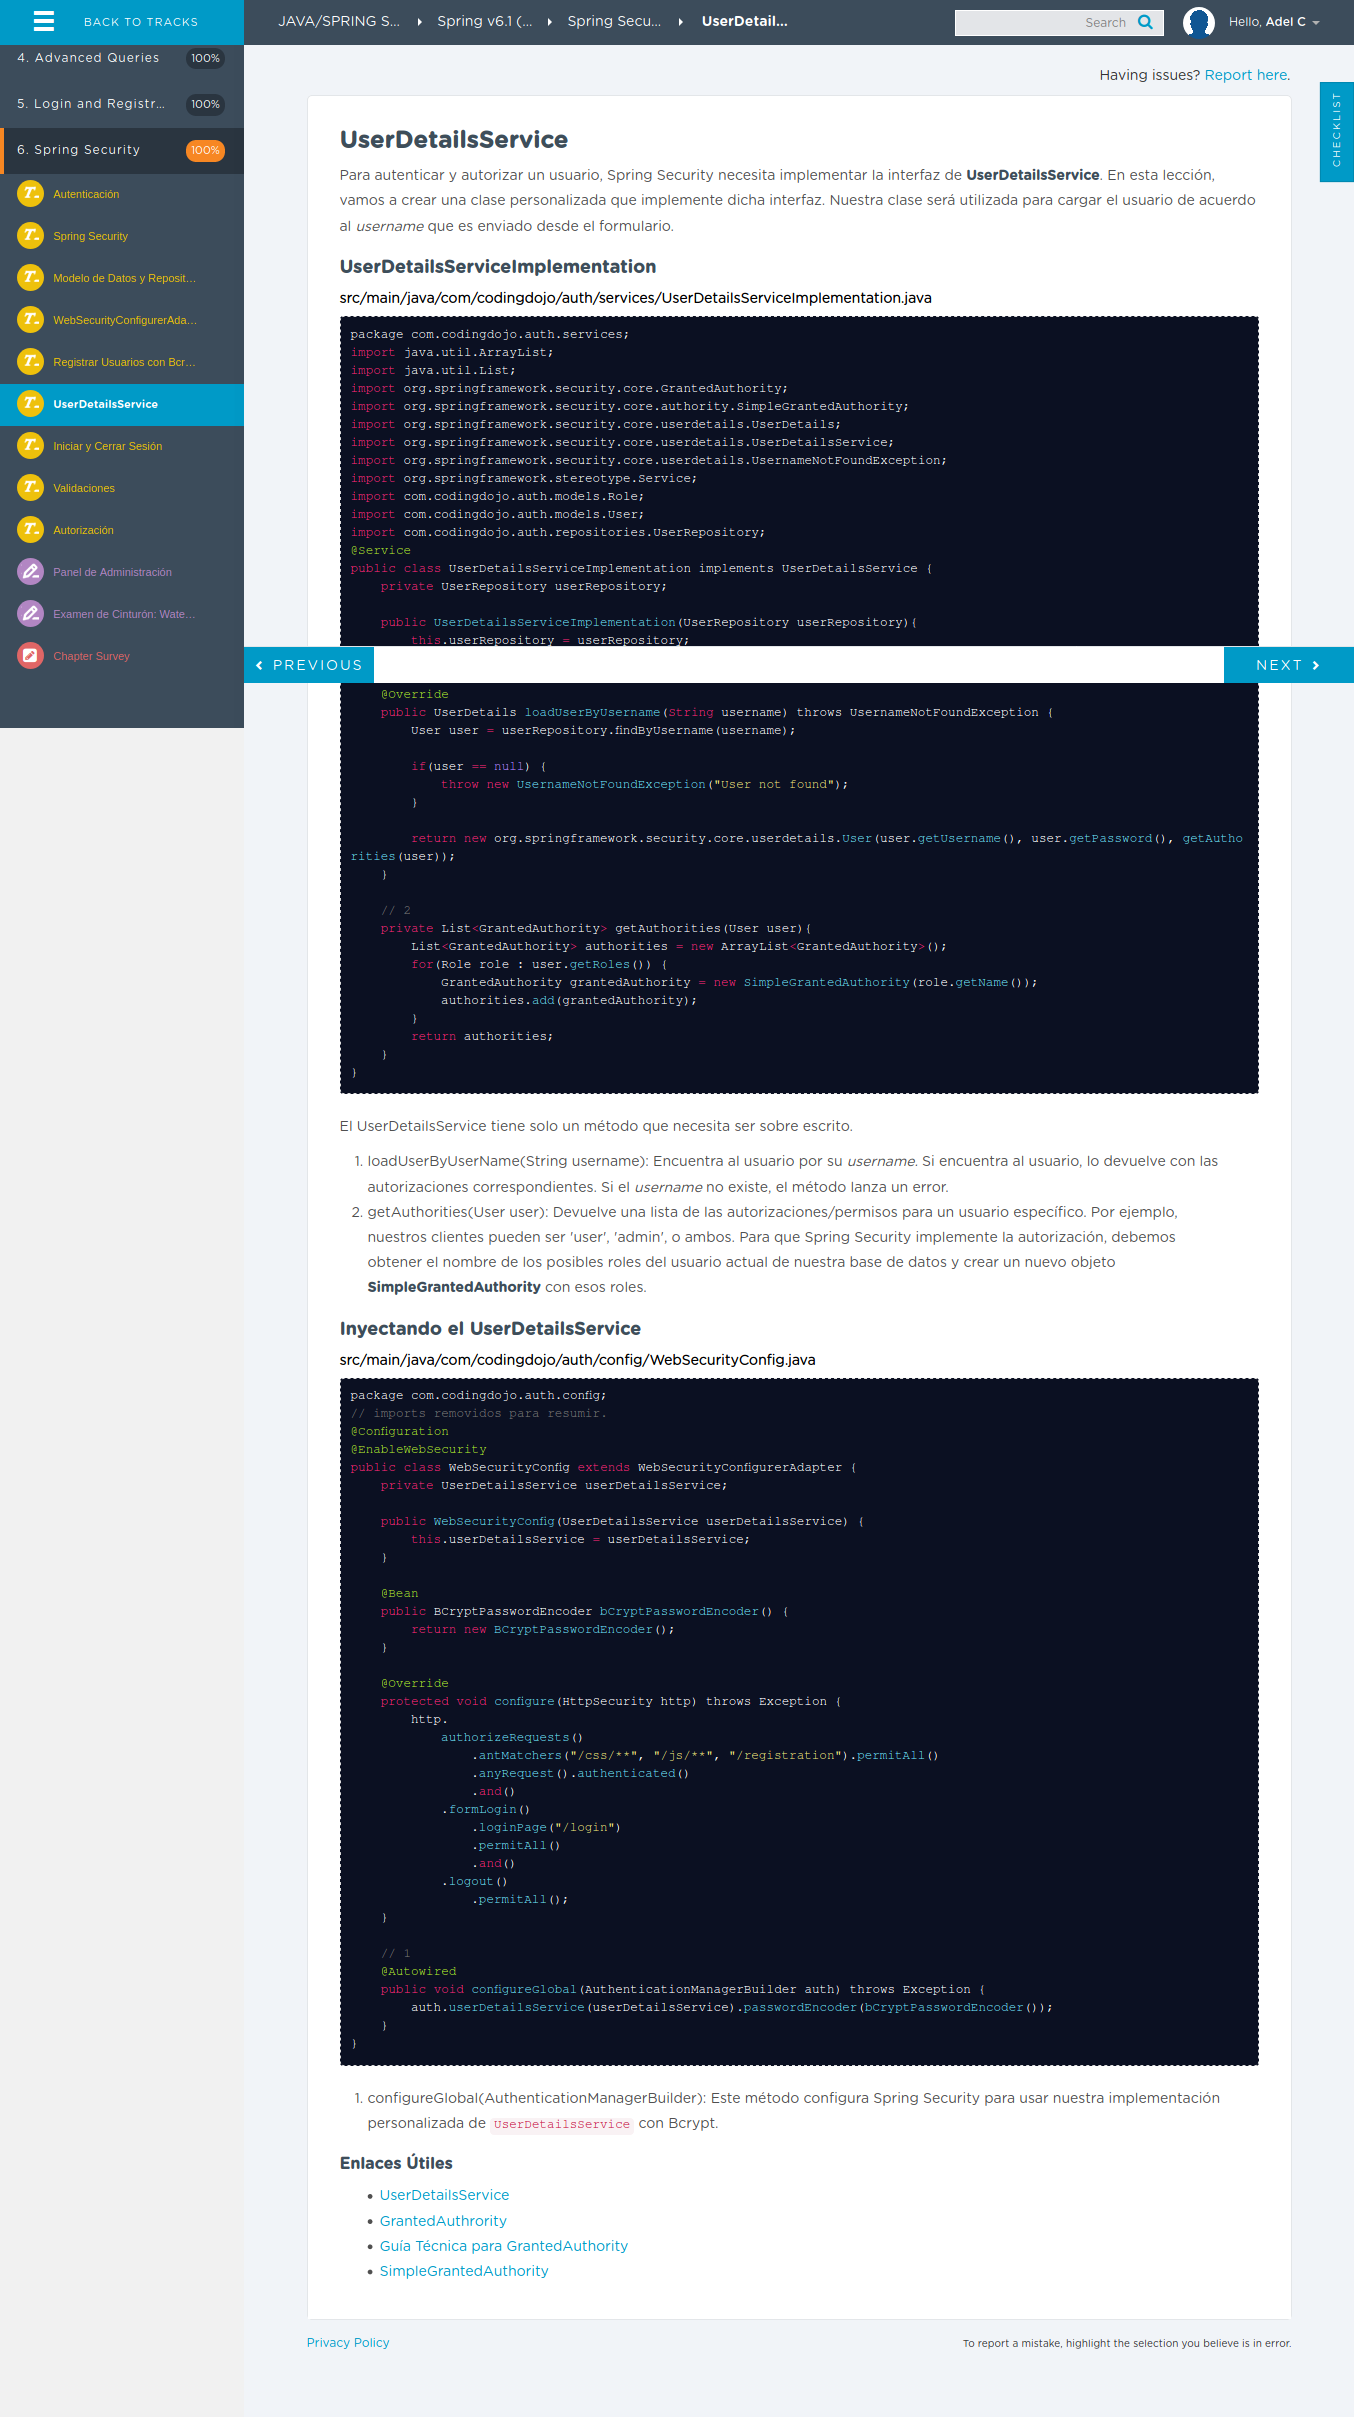 BACK TO TRACKS
JAVA/SPRING S...
Spring v6.1 (...
Spring Secu...
UserDetail...
Search
Hello, Adel C
4. Advanced Queries 100%
5. Login and Registr... 100%
6. Spring Security 100%
Autenticación
Spring Security
Modelo de Datos y Reposit...
WebSecurityConfigurerAda...
Registrar Usuarios con Bcr...
UserDetailsService
Iniciar y Cerrar Sesión
Validaciones
Autorización
Panel de Administración
Examen de Cinturón: Wate...
Chapter Survey
Having issues? Report here.
CHECKLIST
UserDetailsService
Para autenticar y autorizar un usuario, Spring Security necesita implementar la interfaz de UserDetailsService. En esta lección,
vamos a crear una clase personalizada que implemente dicha interfaz. Nuestra clase será utilizada para cargar el usuario de acuerdo
al username que es enviado desde el formulario.
UserDetailsServiceImplementation
src/main/java/com/codingdojo/auth/services/UserDetailsServiceImplementation.java
package com.codingdojo.auth.services;
import java.util.ArrayList;
import java.util.List;
import org.springframework.security.core.GrantedAuthority;
import org.springframework.security.core.authority.SimpleGrantedAuthority;
import org.springframework.security.core.userdetails.UserDetails;
import org.springframework.security.core.userdetails.UserDetailsService;
import org.springframework.security.core.userdetails.UsernameNotFoundException;
import org.springframework.stereotype.Service;
import com.codingdojo.auth.models.Role;
import com.codingdojo.auth.models.User;
import com.codingdojo.auth.repositories.UserRepository;
@Service
public class UserDetailsServiceImplementation implements UserDetailsService {
private UserRepository userRepository;
public UserDetailsServiceImplementation(UserRepository userRepository){
this.userRepository = userRepository;
PREVIOUS
NEXT
@Override
public UserDetails loadUserByUsername(String username) throws UsernameNotFoundException {
User user = userRepository.findByUsername(username);
if(user == null) {
throw new UsernameNotFoundException("User not found");
}
return new org.springframework.security.core.userdetails.User(user.getUsername(), user.getPassword(), getAutho
rities(user));
}
// 2
private List<GrantedAuthority> getAuthorities(User user){
List<GrantedAuthority> authorities = new ArrayList<GrantedAuthority>();
for(Role role : user.getRoles()) {
GrantedAuthority grantedAuthority = new SimpleGrantedAuthority(role.getName());
authorities.add(grantedAuthority);
}
return authorities;
}
}
El UserDetailsService tiene solo un método que necesita ser sobre escrito.
1. loadUserByUserName(String username): Encuentra al usuario por su username. Si encuentra al usuario, lo devuelve con las
autorizaciones correspondientes. Si el username no existe, el método lanza un error.
2. getAuthorities(User user): Devuelve una lista de las autorizaciones/permisos para un usuario específico. Por ejemplo,
nuestros clientes pueden ser 'user', 'admin', o ambos. Para que Spring Security implemente la autorización, debemos
obtener el nombre de los posibles roles del usuario actual de nuestra base de datos y crear un nuevo objeto
SimpleGrantedAuthority con esos roles.
Inyectando el UserDetailsService
src/main/java/com/codingdojo/auth/config/WebSecurityConfig.java
package com.codingdojo.auth.config;
// imports removidos para resumir.
@Configuration
@EnableWebSecurity
public class WebSecurityConfig extends WebSecurityConfigurerAdapter {
private UserDetailsService userDetailsService;
public WebSecurityConfig(UserDetailsService userDetailsService) {
this.userDetailsService = userDetailsService;
}
@Bean
public BCryptPasswordEncoder bCryptPasswordEncoder() {
return new BCryptPasswordEncoder();
}
@Override
protected void configure(HttpSecurity http) throws Exception {
http.
authorizeRequests()
.antMatchers("/css/**", "/js/**", "/registration").permitAll()
.anyRequest().authenticated()
.and()
.formLogin()
.loginPage("/login")
.permitAll()
.and()
.logout()
.permitAll();
}
// 1
@Autowired
public void configureGlobal(AuthenticationManagerBuilder auth) throws Exception {
auth.userDetailsService(userDetailsService).passwordEncoder(bCryptPasswordEncoder());
}
}
1. configureGlobal(AuthenticationManagerBuilder): Este método configura Spring Security para usar nuestra implementación
personalizada de UserDetailsService con Bcrypt.
Enlaces Útiles
• UserDetailsService
• GrantedAuthrority
• Guía Técnica para GrantedAuthority
• SimpleGrantedAuthority
Privacy Policy
To report a mistake, highlight the selection you believe is in error.